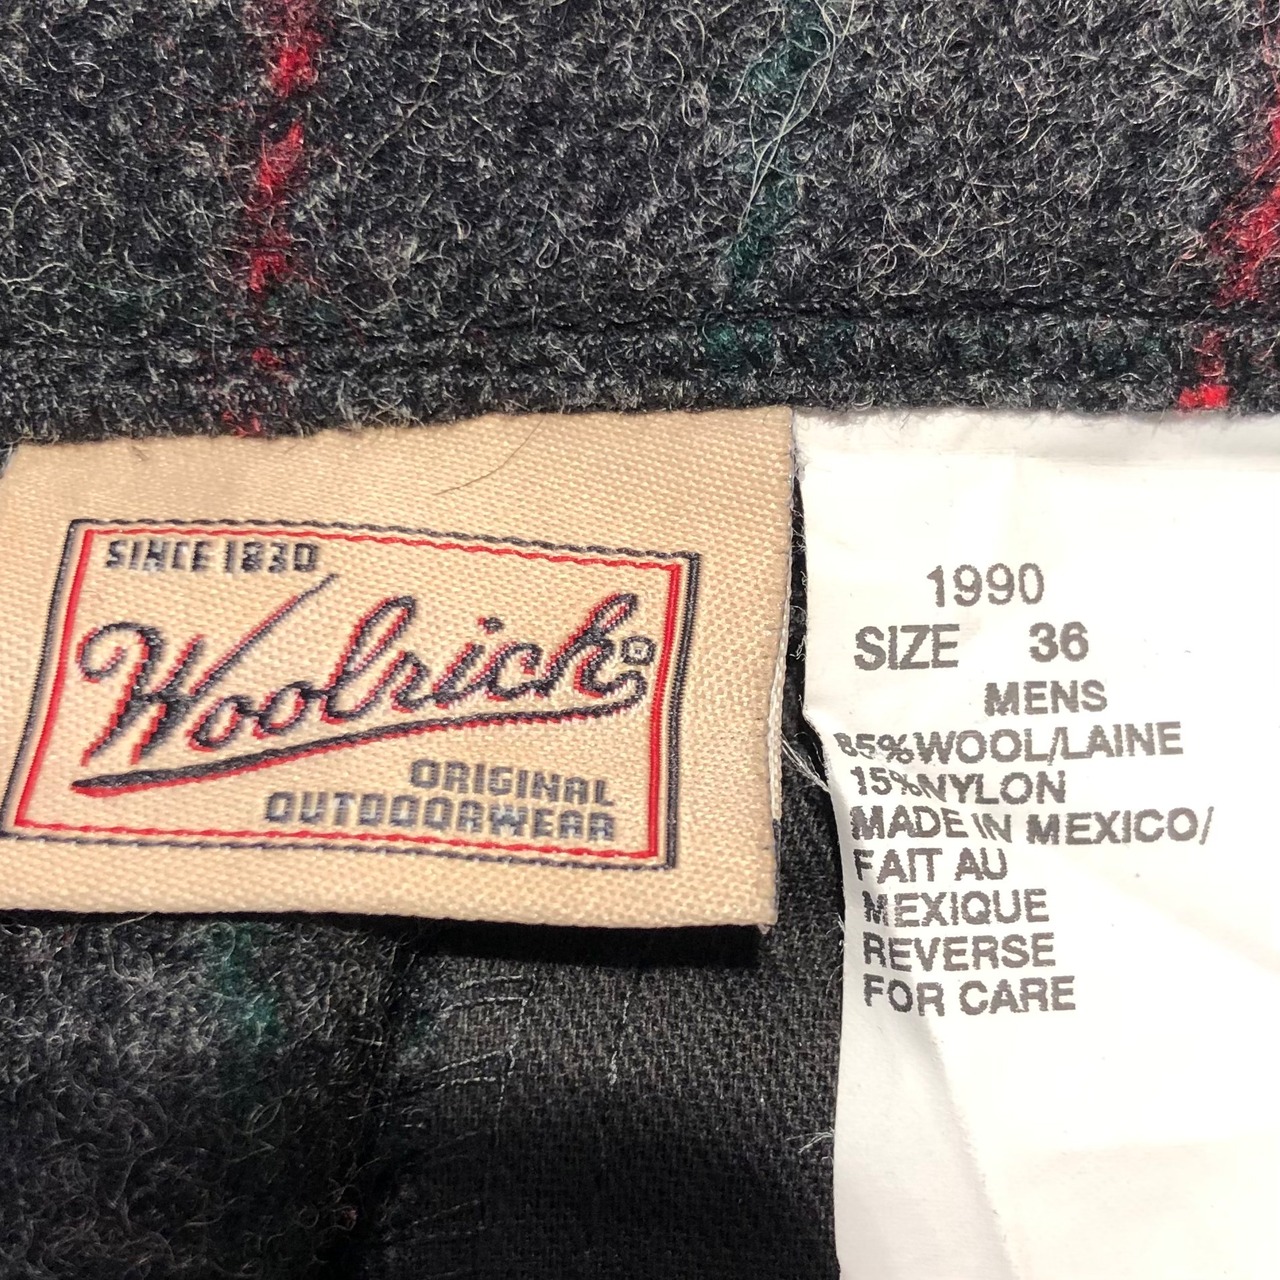 SINCE 1830
Woolrich®
ORIGINAL
OUTDOORWEAR
1990
SIZE 36
MENS
85%WOOL/LAINE
15%NYLON
MADE IN MEXICO/
FAIT AU
MEXIQUE
REVERSE
FOR CARE